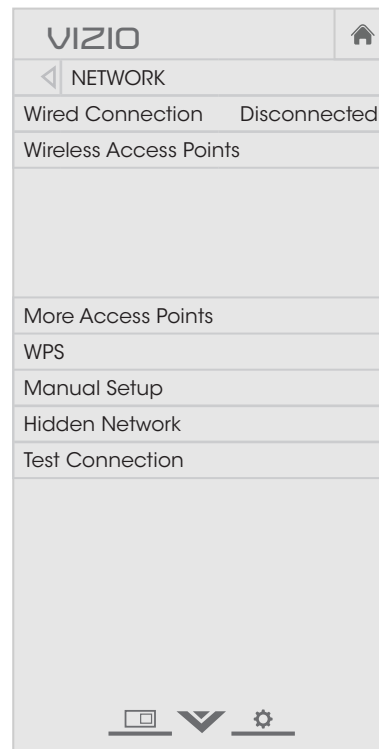 VIZIO
NETWORK
Wired Connection Disconnected
Wireless Access Points
More Access Points
WPS
Manual Setup
Hidden Network
Test Connection